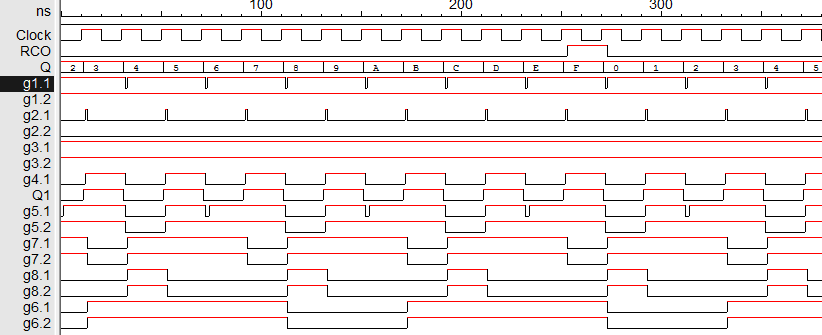 ns 100 200 300
Clock
RCO
Q 2 3 4 5 6 7 8 9 A B C D E F 0 1 2 3 4 5
g1.1
g1.2
g2.1
g2.2
g3.1
g3.2
g4.1
Q1
g5.1
g5.2
g7.1
g7.2
g8.1
g8.2
g6.1
g6.2